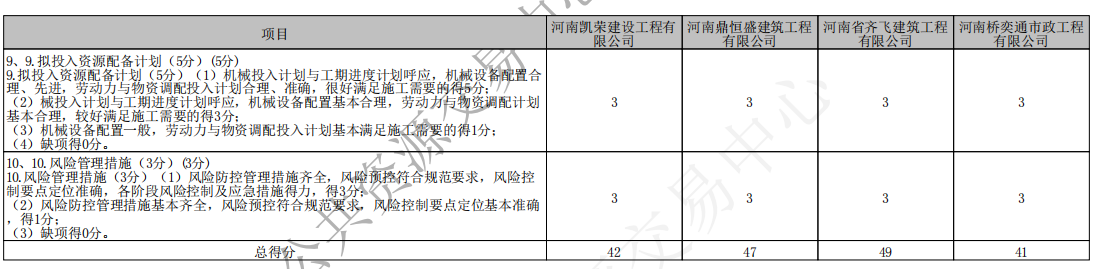 项目
河南凯荣建设工程有限公司
河南鼎恒盛建筑工程有限公司
河南省齐飞建筑工程有限公司
河南桥奕通市政工程有限公司
9、9.拟投入资源配备计划（5分）(5分)
9.拟投入资源配备计划（5分）（1）机械投入计划与工期进度计划呼应，机械设备配置合
理、先进，劳动力与物资调配投入计划合理、准确，很好满足施工需要的得5分；
（2）械投入计划与工期进度计划呼应，机械设备配置基本合理，劳动力与物资调配计划
基本合理，较好满足施工需要的得3分；
（3）机械设备配置一般，劳动力与物资调配投入计划基本满足施工需要的得1分；
（4）缺项得0分。
3 3 3 3
10、10.风险管理措施（3分）(3分)
10.风险管理措施（3分）（1）风险防控管理措施齐全，风险预控符合规范要求，风险控
制要点定位准确，各阶段风险控制及应急措施得力，得3分；
（2）风险防控管理措施基本齐全，风险预控符合规范要求，风险控制要点定位基本准确
，得1分；
（3）缺项得0分。
3 3 3 3
总得分 42 47 49 41
公共资源交易中心
交易中心